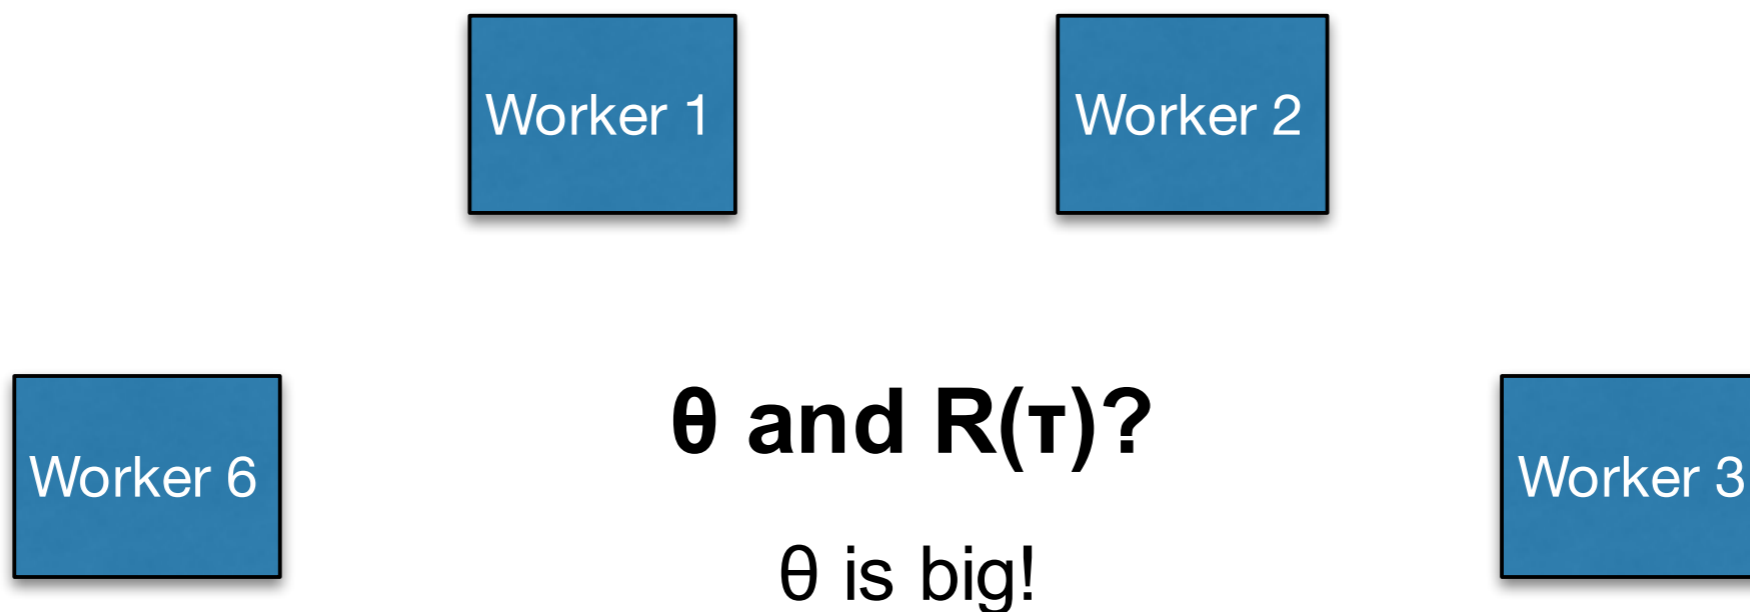 Worker 1
Worker 2
θ and R(τ)?
Worker 6
Worker 3
θ is big!